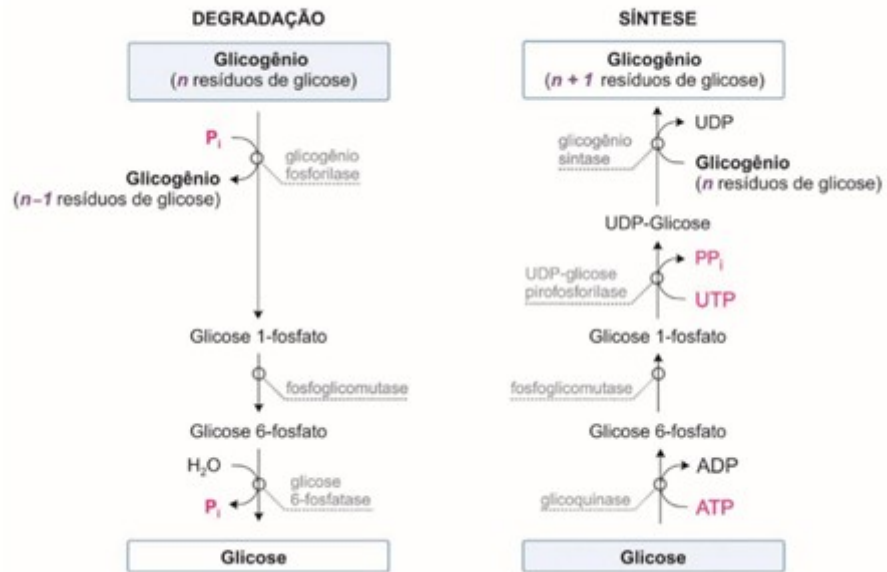 DEGRADAÇÃO
Glicogênio
(n resíduos de glicose)
Pi
glicogênio
fosforilase
Glicogênio
(n–1 resíduos de glicose)
Glicose 1-fosfato
fosfoglicomutase
Glicose 6-fosfato
H2O
glicose
6-fosfatase
Pi
Glicose
SÍNTESE
Glicogênio
(n + 1 resíduos de glicose)
UDP
glicogênio
sintase
Glicogênio
(n resíduos de glicose)
UDP-Glicose
PPi
UDP-glicose
pirofosforilase
UTP
Glicose 1-fosfato
fosfoglicomutase
Glicose 6-fosfato
ADP
glicoquinase
ATP
Glicose